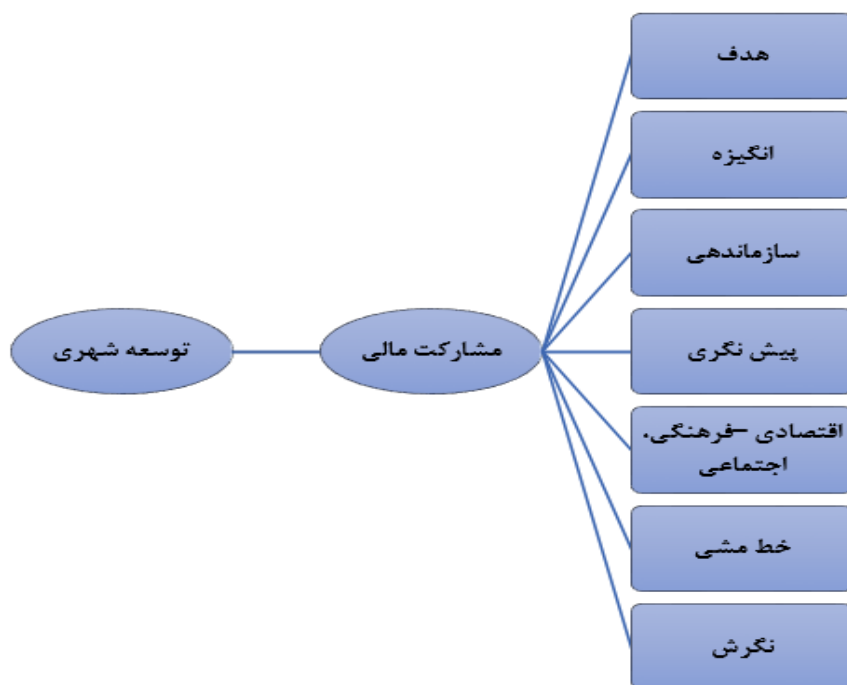 هدف
انگیزه
سازماندهی
پیش نگری
اقتصادی –فرهنگی.
اجتماعی
خط مشی
نگرش
مشارکت مالی
توسعه شهری